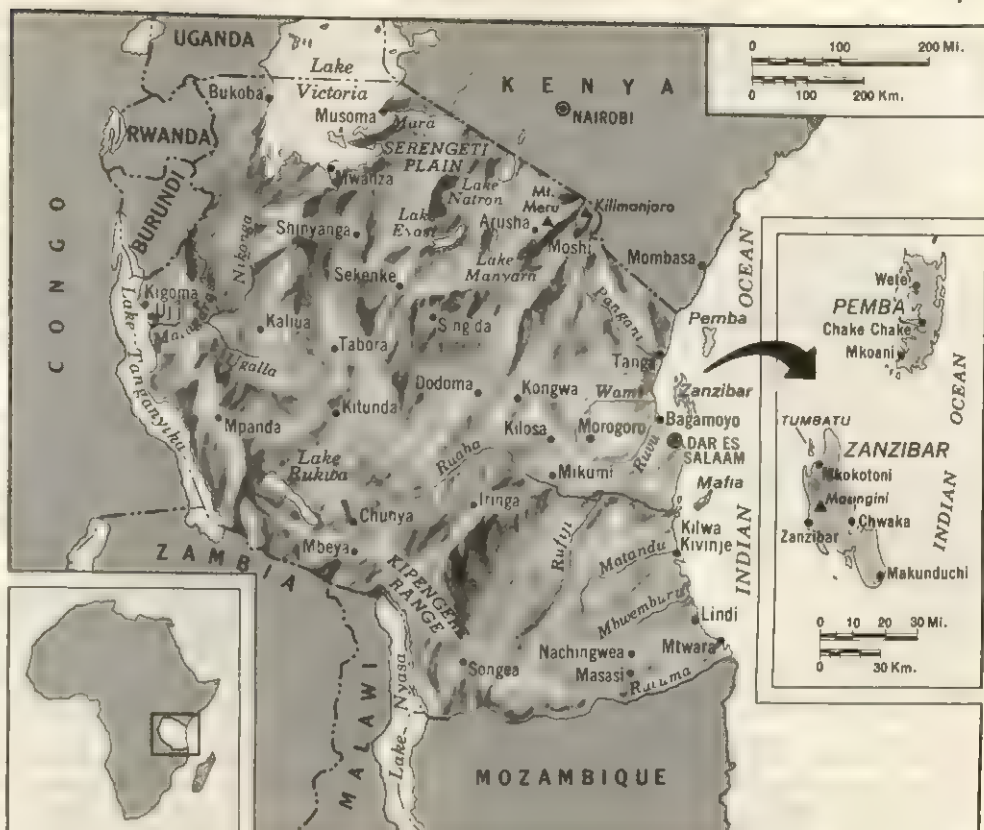 UGANDA
Lake
Victoria
Bukoba
Musoma
Mara
RWANDA
SERENGETI
PLAIN
Mwanza
BURUNDI
Lake
Natron
KENYA
NAIROBI
Mt.
Meru
Kilimanjaro
Arusha
Moshi
Lake
Eyasi
Lake
Manyara
Shinyanga
Nikonga
Sekenke
Mombasa
CONGO
Kigoma
Kaliua
Tabora
Pangani
Pemba
OCEAN
Tanga
Ugalla
Dodoma
Kongwa
Wami
Zanzibar
Lake Tanganyika
Mpanda
Kitunda
Kilosa
Morogoro
Ruvu
Bagamoyo
DAR ES
SALAAM
Ruaha
Mikumi
Mafia
Lake
Rukwa
Iringa
Chunya
Kilwa
Kivinje
INDIAN
ZAMBIA
Mbeya
KIPENGERE
RANGE
Rufiji
Matandu
Mbwemburu
Lindi
Mtwara
Nachingwea
Masasi
Songea
Ruvuma
MALAWI
Lake Nyasa
MOZAMBIQUE
0 100 200 Mi.
0 100 200 Km.
Wete
PEMBA
Chake Chake
Mkoani
OCEAN
TUMBATU
ZANZIBAR
Mkokotoni
Masingini
Zanzibar
Chwaka
INDIAN
Makunduchi
0 10 20 30 Mi.
0 30 Km.